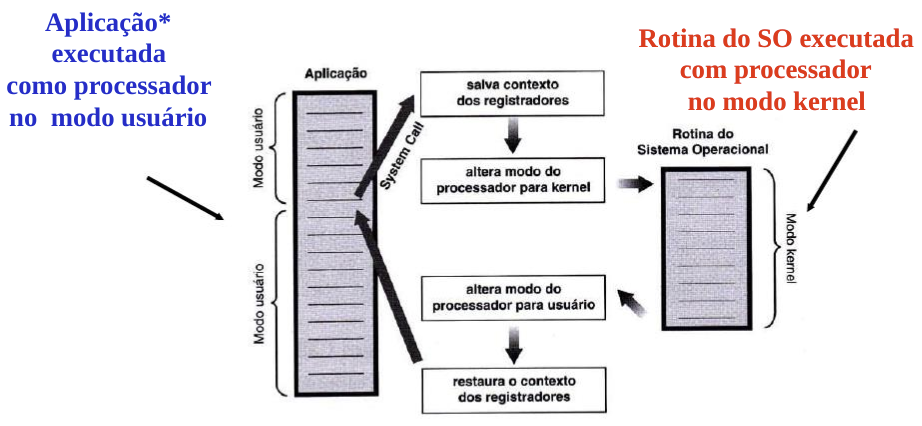 Aplicação*
executada
como processador
no modo usuário
Rotina do SO executada
com processador
no modo kernel
Aplicação
Modo usuário
Modo usuário
System Call
salva contexto
dos registradores
altera modo do
processador para kernel
Rotina do
Sistema Operacional
Modo kernel
altera modo do
processador para usuário
restaura o contexto
dos registradores